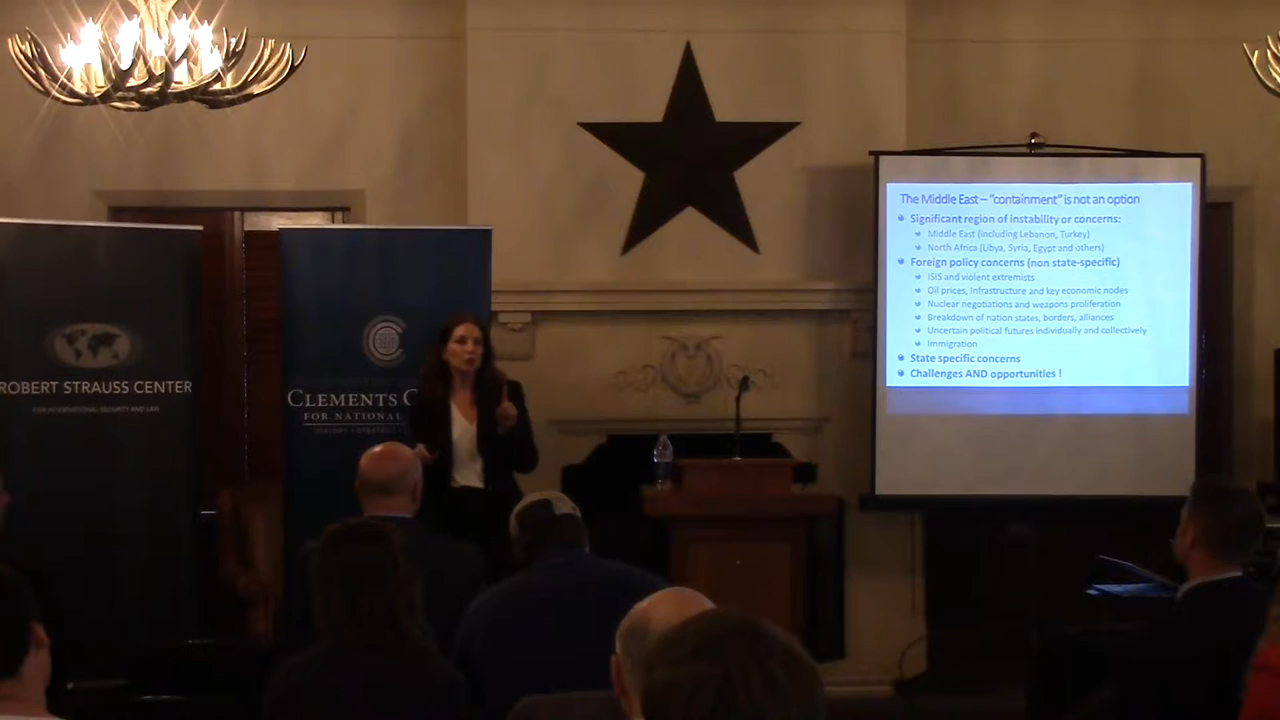 ROBERT STRAUSS CENTER
FOR INTERNATIONAL SECURITY AND LAW
CLEMENTS C
FOR NATIONAL
HISTORY
The Middle East – “containment” is not an option
Significant region of instability or concerns:
Middle East (including Lebanon, Turkey)
North Africa (Libya, Syria, Egypt and others)
Foreign policy concerns (non state-specific)
ISIS and violent extremists
Oil prices, Infrastructure and key economic nodes
Nuclear negotiations and weapons proliferation
Breakdown of nation states, borders, alliances
Uncertain political futures individually and collectively
Immigration
State specific concerns
Challenges AND opportunities !